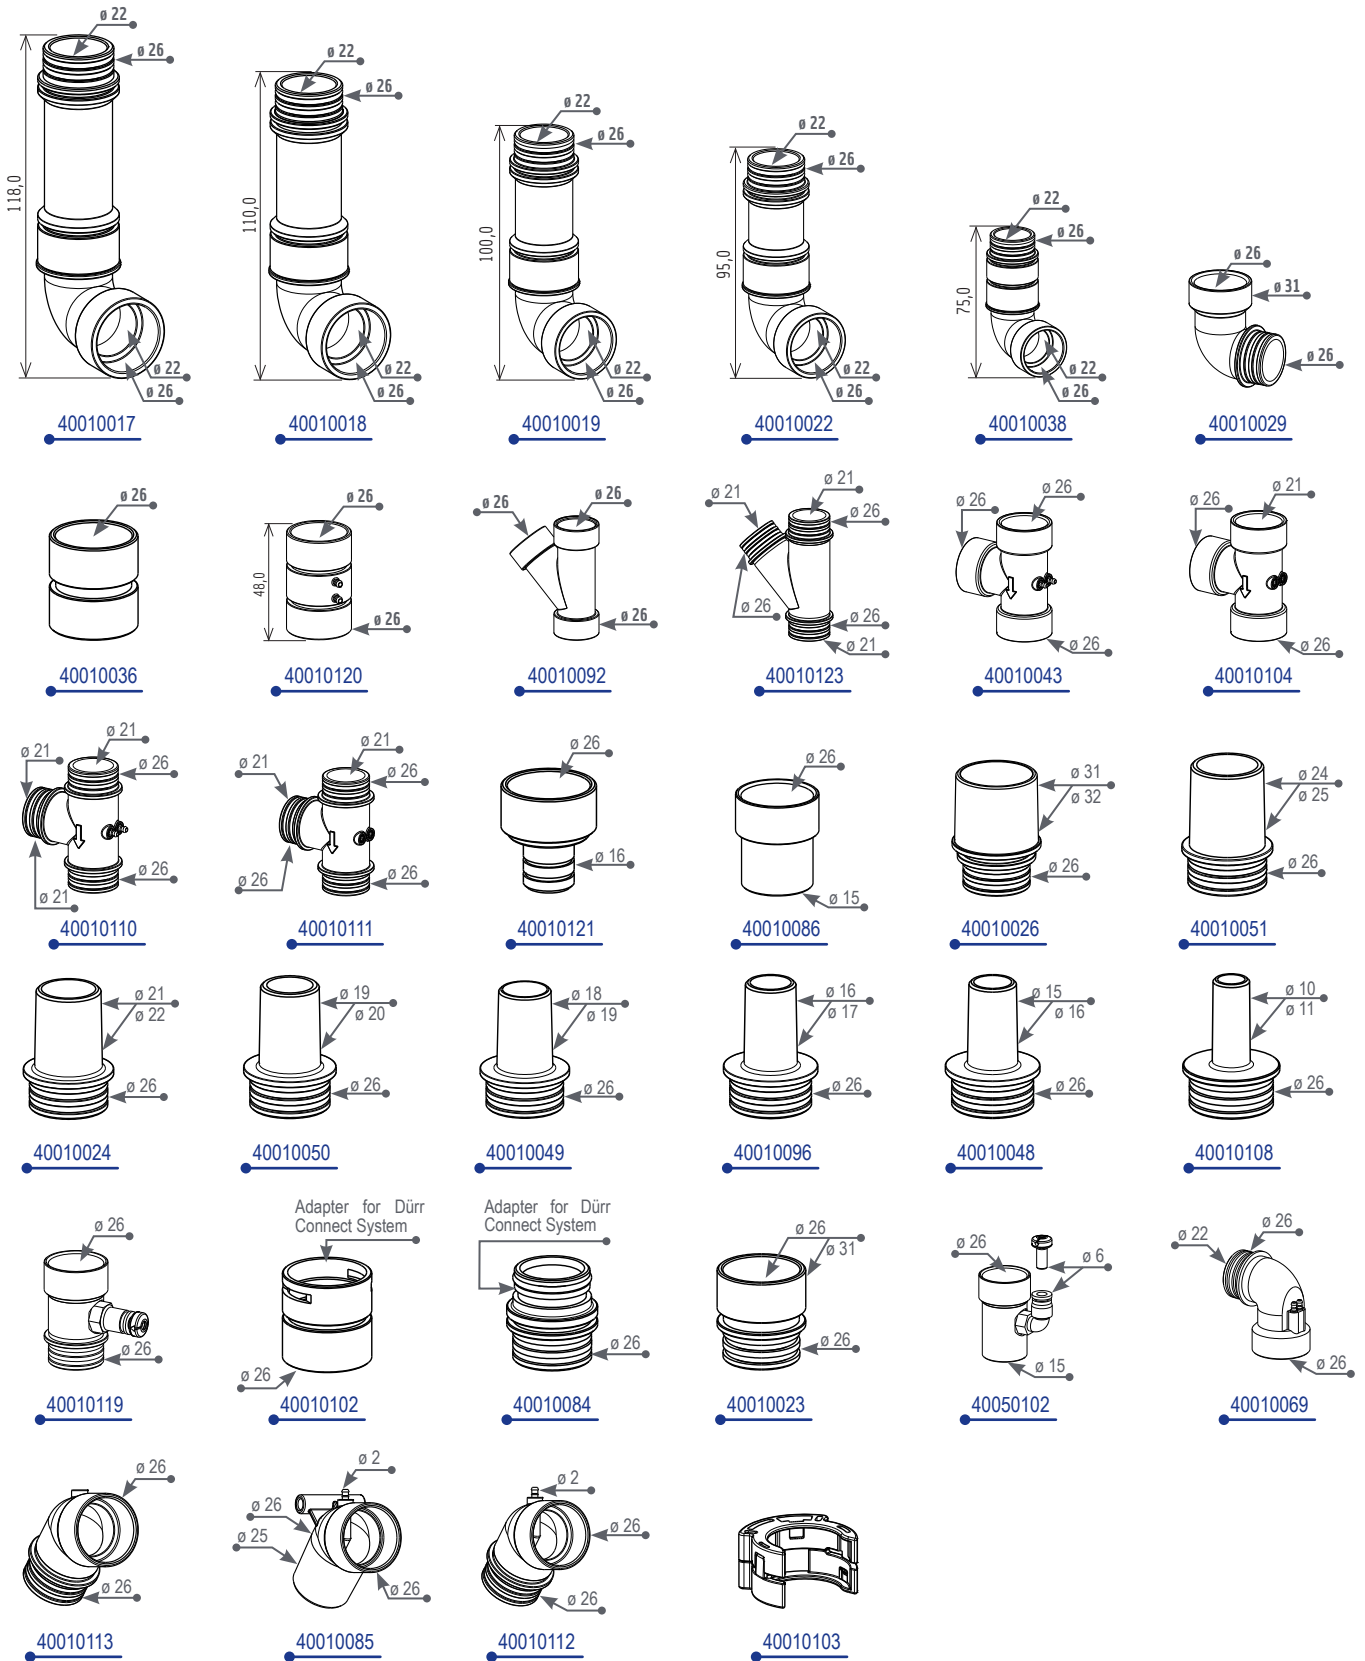 ø 22
ø 26
118,0
ø 22
ø 26
40010017
ø 22
ø 26
110,0
ø 22
ø 26
40010018
ø 22
ø 26
100,0
ø 22
ø 26
40010019
ø 22
ø 26
95,0
ø 22
ø 26
40010022
ø 22
ø 26
75,0
ø 22
ø 26
40010038
ø 26
ø 31
ø 26
40010029
ø 26
40010036
ø 26
48,0
ø 26
40010120
ø 26
ø 26
ø 26
40010092
ø 21
ø 21
ø 26
ø 26
ø 26
ø 21
40010123
ø 26
ø 26
ø 26
40010043
ø 26
ø 21
ø 26
40010104
ø 21
ø 21
ø 26
ø 26
ø 21
40010110
ø 21
ø 21
ø 26
ø 26
ø 26
40010111
ø 26
ø 16
40010121
ø 26
ø 15
40010086
ø 31
ø 32
ø 26
40010026
ø 24
ø 25
ø 26
40010051
ø 21
ø 22
ø 26
40010024
ø 19
ø 20
ø 26
40010050
ø 18
ø 19
ø 26
40010049
ø 16
ø 17
ø 26
40010096
ø 15
ø 16
ø 26
40010048
ø 10
ø 11
ø 26
40010108
ø 26
ø 26
40010119
Adapter for Dürr
Connect System
ø 26
40010102
Adapter for Dürr
Connect System
ø 26
40010084
ø 26
ø 31
ø 26
40010023
ø 26
ø 6
ø 15
40050102
ø 22
ø 26
ø 26
40010069
ø 26
ø 26
40010113
ø 2
ø 26
ø 25
ø 26
40010085
ø 2
ø 26
ø 26
40010112
40010103